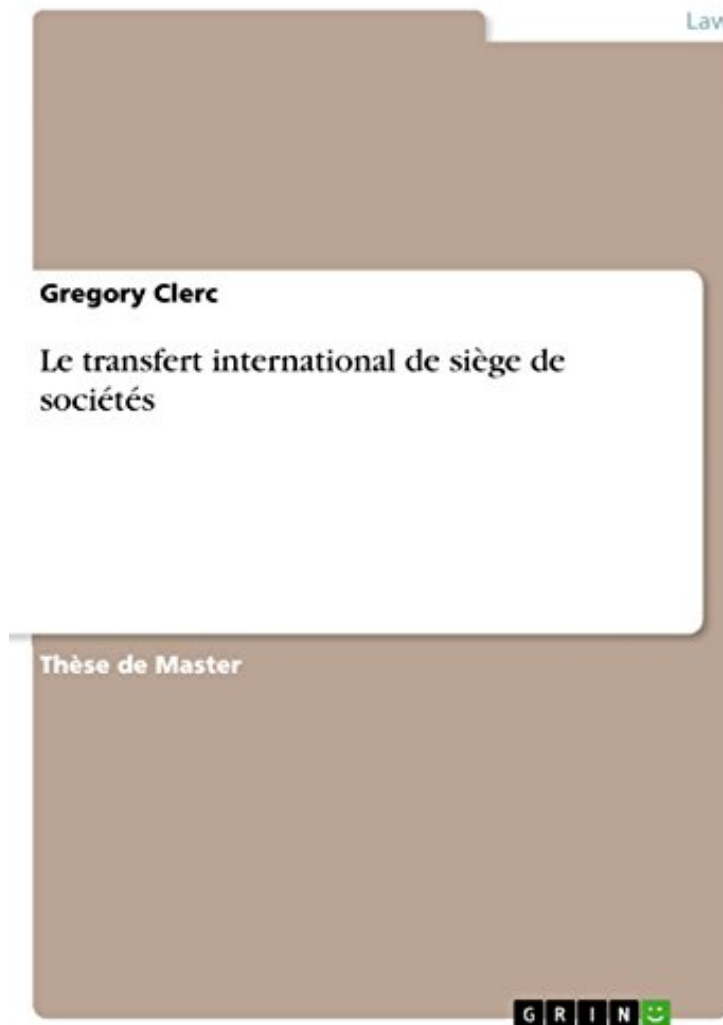 Law
Gregory Clerc
Le transfert international de siège de
sociétés
Thèse de Master
GRIN